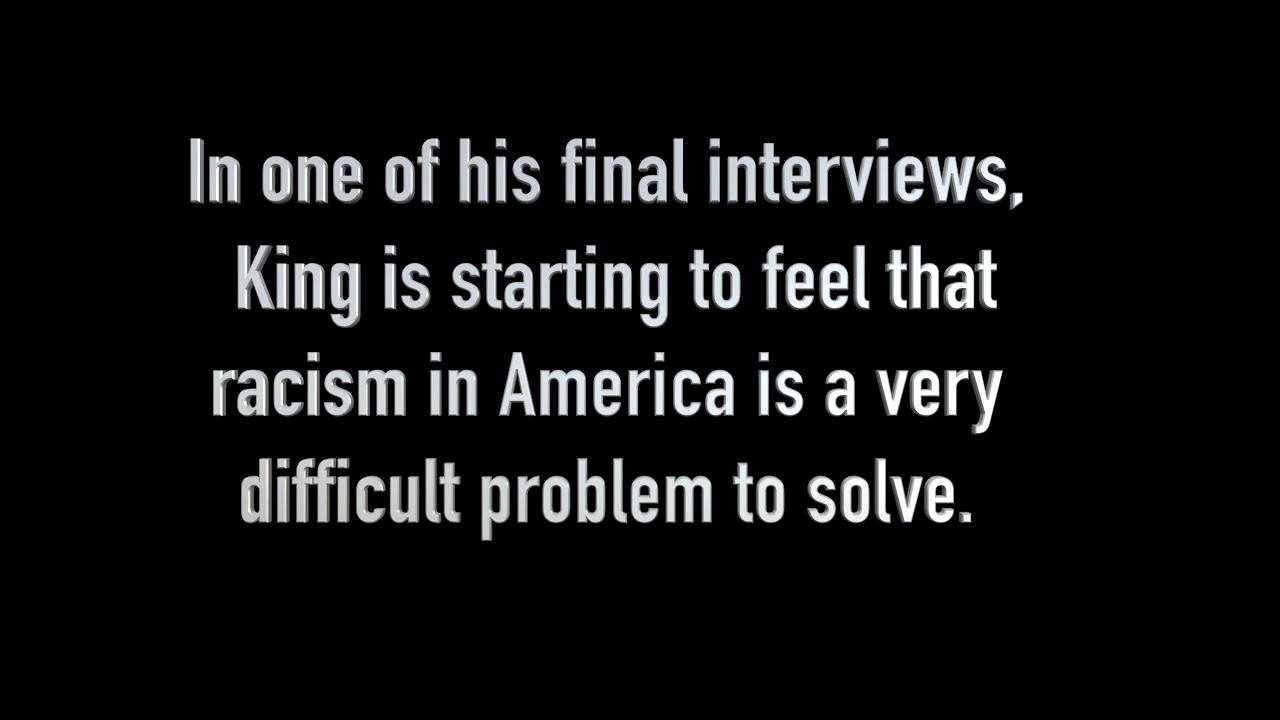 In one of his final interviews,
King is starting to feel that
racism in America is a very
difficult problem to solve.